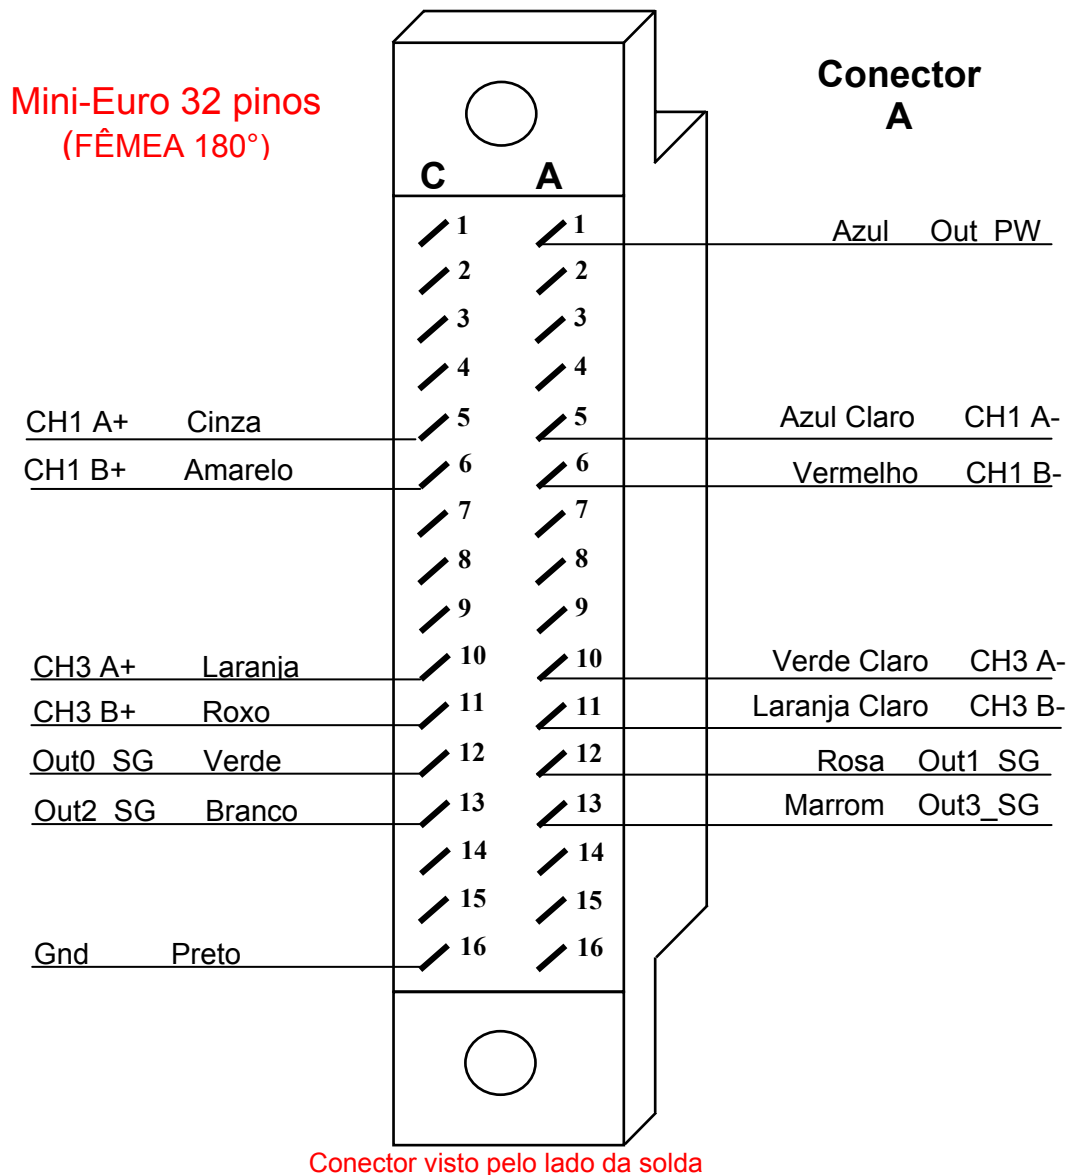 Mini-Euro 32 pinos
(FÊMEA 180°)
Conector
A
C A
1 1 Azul Out PW
2 2
3 3
4 4
CH1 A+ Cinza 5 5 Azul Claro CH1 A-
CH1 B+ Amarelo 6 6 Vermelho CH1 B-
7 7
8 8
9 9
CH3 A+ Laranja 10 10 Verde Claro CH3 A-
CH3 B+ Roxo 11 11 Laranja Claro CH3 B-
Out0 SG Verde 12 12 Rosa Out1 SG
Out2 SG Branco 13 13 Marrom Out3_SG
14 14
15 15
Gnd Preto 16 16
Conector visto pelo lado da solda